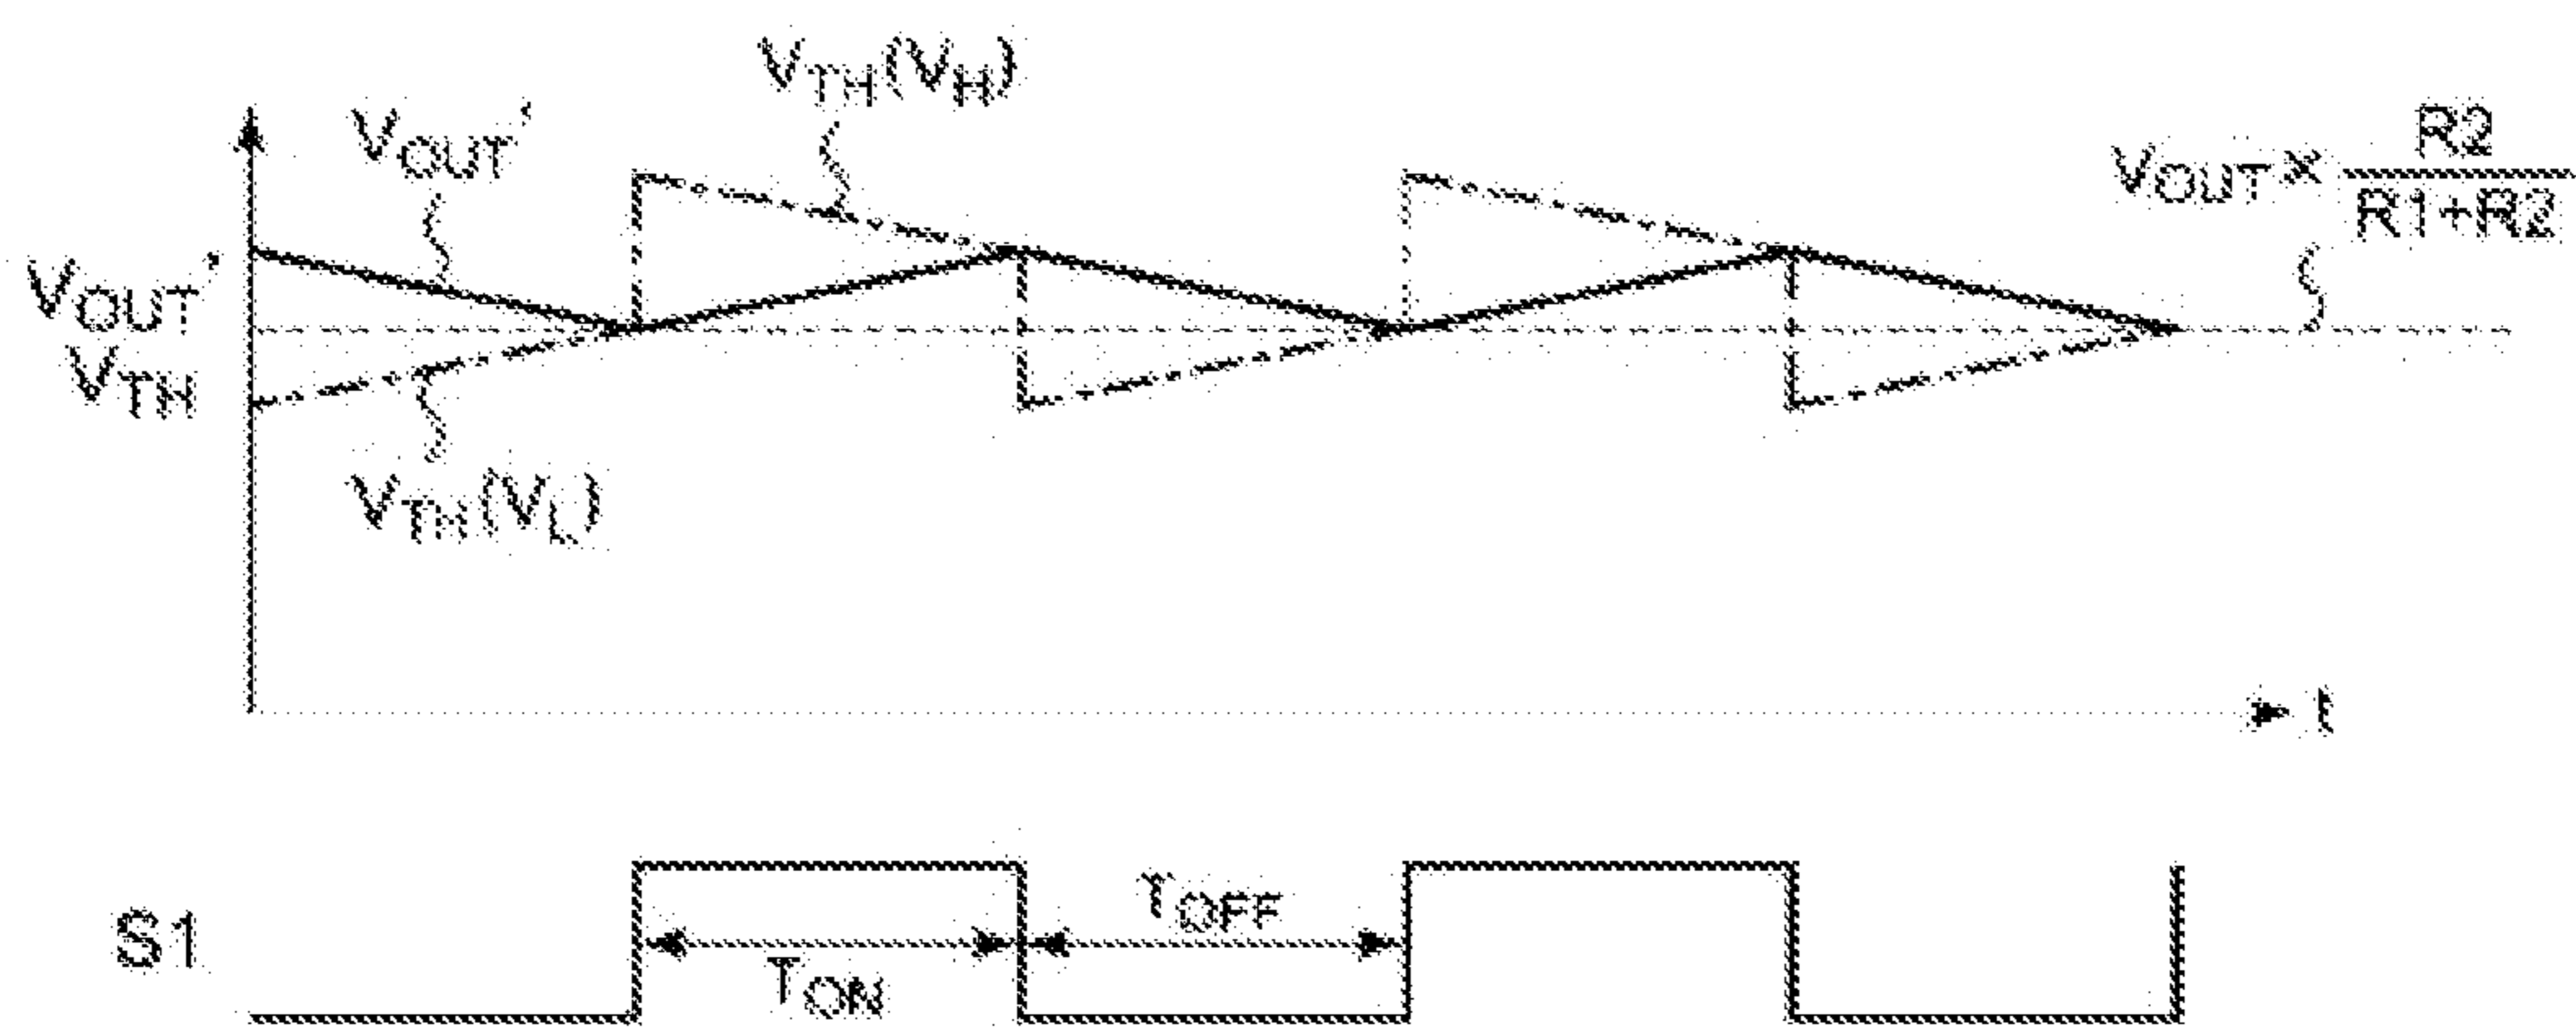 VTH(VH)
VOUT'
VOUT × R2
R1+R2
VOUT'
VTH
VTH(VL)
t
S1
TOFF
TON